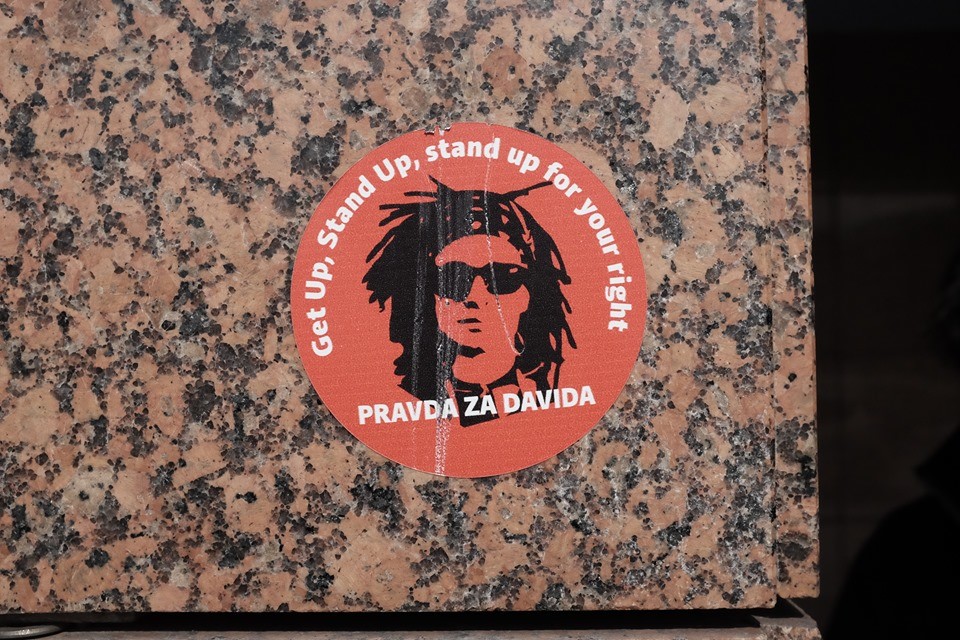 Get Up, Stand Up, stand up for your right
PRAVDA ZA DAVIDA